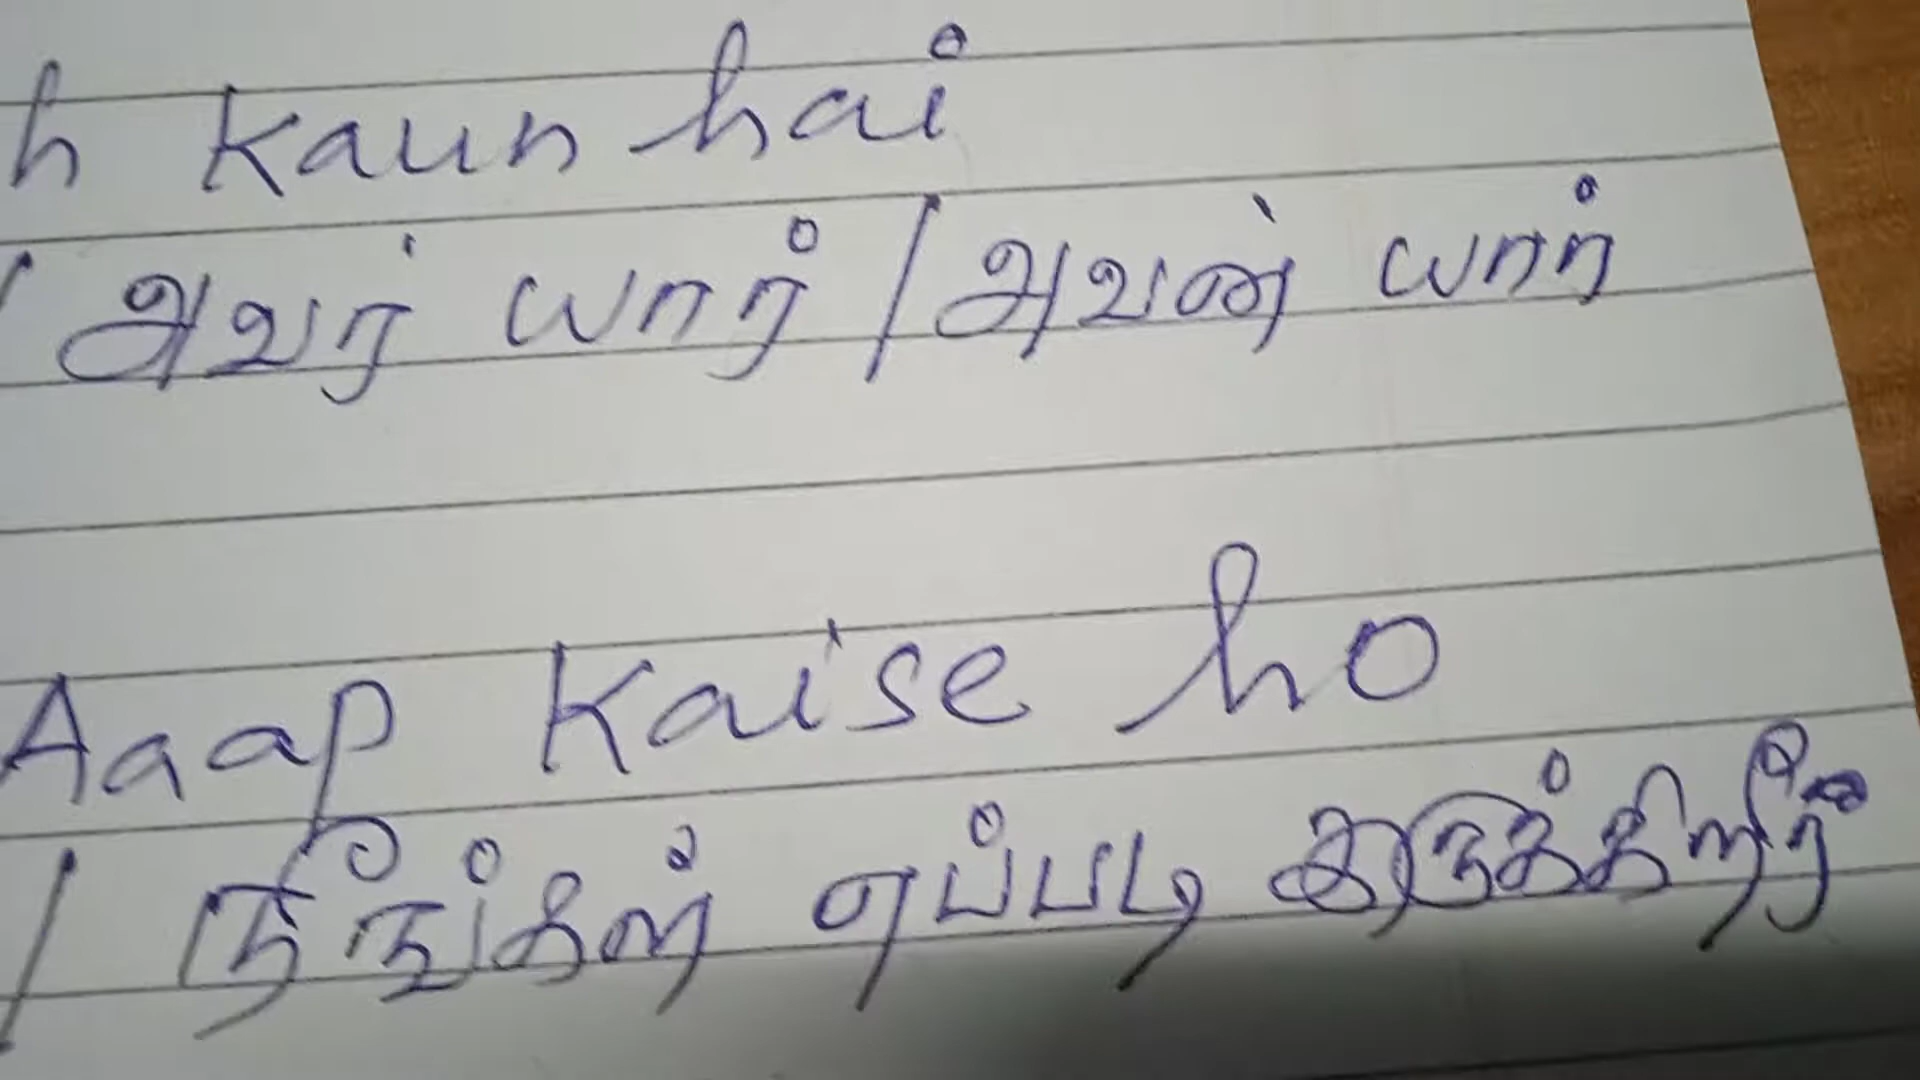 h kaun hai
/ அவர் யார் / அவன் யார்
Aaap kaise ho
/ நீங்கள் எப்படி இருக்கிறீர்